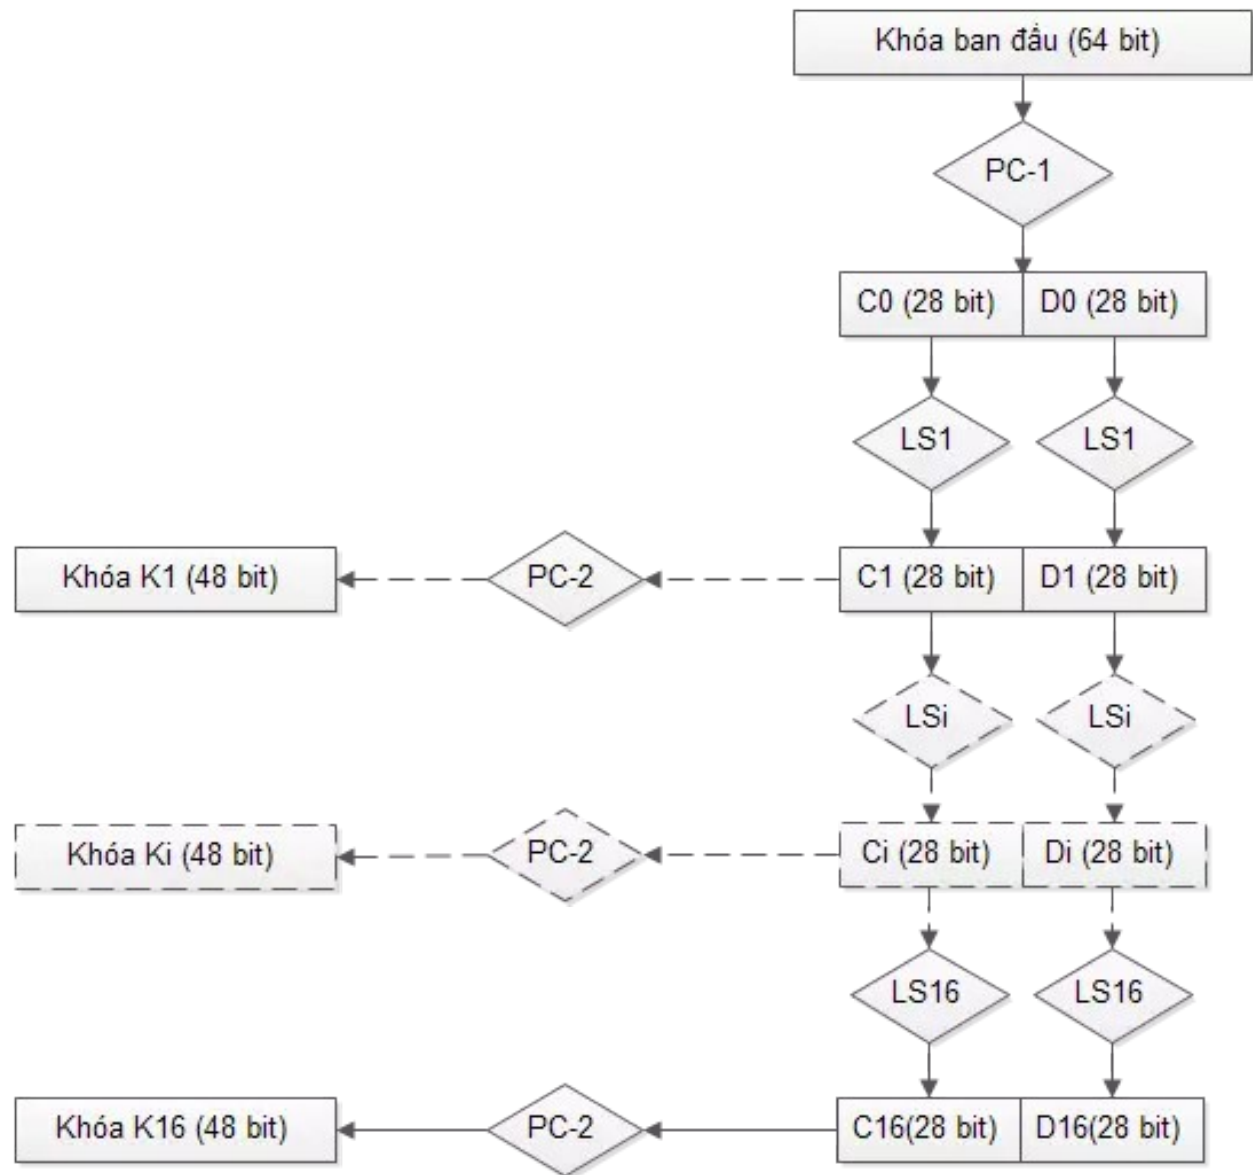 Khóa ban đầu (64 bit)
PC-1
C0 (28 bit) D0 (28 bit)
LS1 LS1
Khóa K1 (48 bit) PC-2 C1 (28 bit) D1 (28 bit)
LSi LSi
Khóa Ki (48 bit) PC-2 Ci (28 bit) Di (28 bit)
LS16 LS16
Khóa K16 (48 bit) PC-2 C16(28 bit) D16(28 bit)